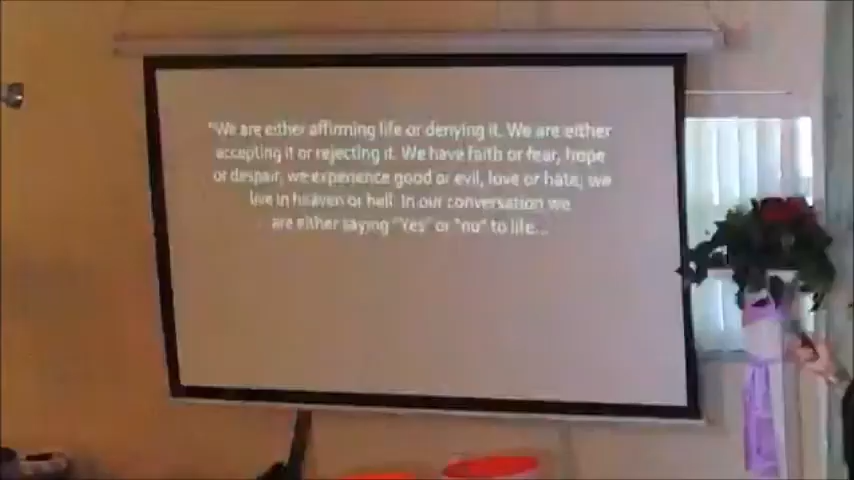 "We are either affirming life or denying it. We are either
accepting it or rejecting it. We have faith or fear, hope
or despair, we experience good or evil, love or hate; we
live in heaven or hell. In our conversation we
are either saying "Yes" or "no" to life...